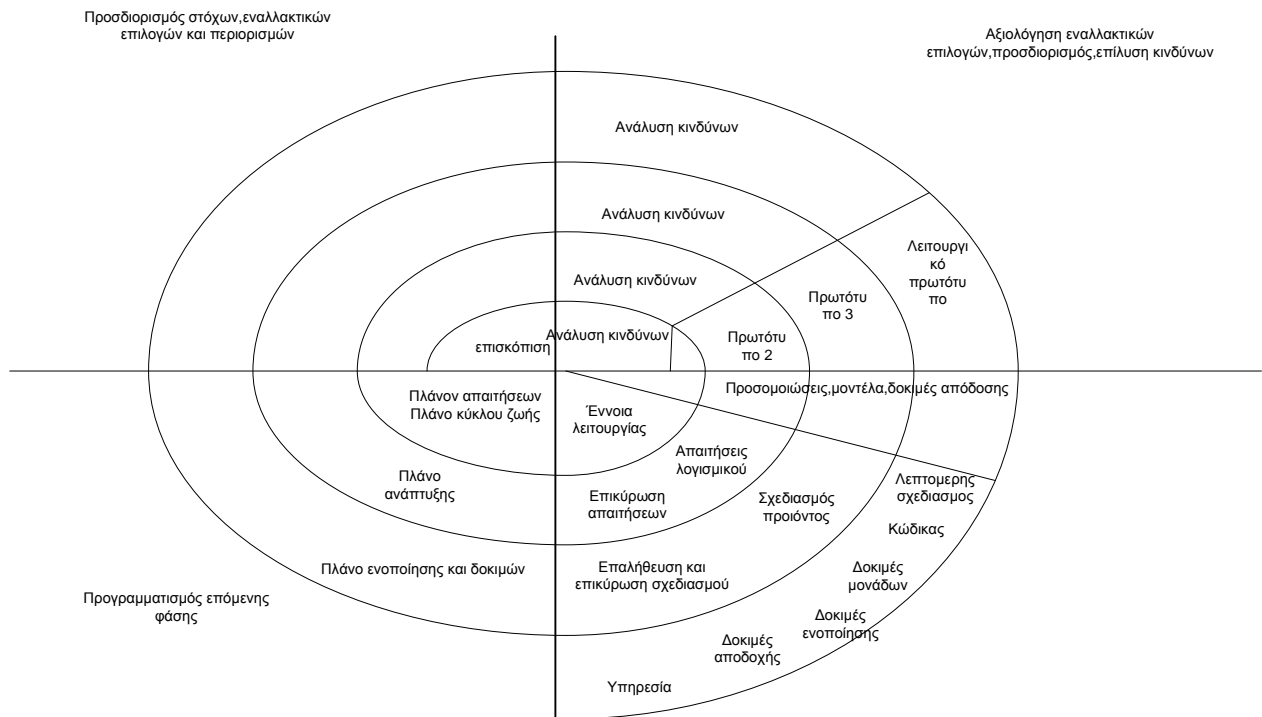 Προσδιορισμός στόχων,εναλλακτικών
επιλογών και περιορισμών
Αξιολόγηση εναλλακτικών
επιλογών,προσδιορισμός,επίλυση κινδύνων
Ανάλυση κινδύνων
Ανάλυση κινδύνων
Λειτουργι
κό
πρωτότυ
πο
Ανάλυση κινδύνων
Πρωτότυ
πο 3
Ανάλυση κινδύνων
επισκόπιση
Πρωτότυ
πο 2
Προσομοιώσεις,μοντέλα,δοκιμές απόδοσης
Πλάνον απαιτήσεων
Πλάνο κύκλου ζωής
Έννοια
λειτουργίας
Απαιτήσεις
λογισμικού
Πλάνο
ανάπτυξης
Επικύρωση
απαιτήσεων
Σχεδιασμός
προιόντος
Λεπτομερης
σχεδιασμος
Κώδικας
Πλάνο ενοποίησης και δοκιμών
Επαλήθευση και
επικύρωση σχεδιασμού
Δοκιμές
μονάδων
Προγραμματισμός επόμενης
φάσης
Δοκιμές
ενοποίησης
Δοκιμές
αποδοχής
Υπηρεσία